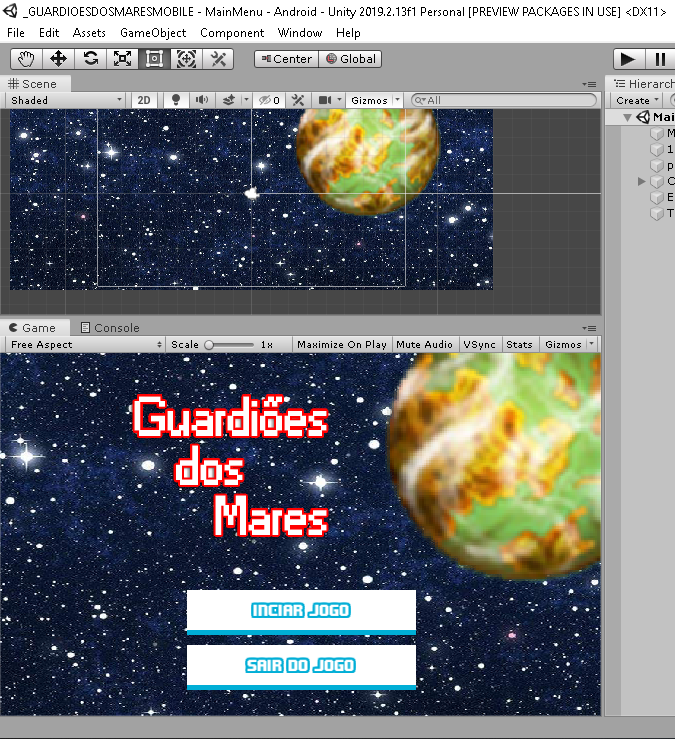 _GUARDIOESDOSMARESMOBILE - MainMenu - Android - Unity 2019.2.13f1 Personal [PREVIEW PACKAGES IN USE] <DX11>
File Edit Assets GameObject Component Window Help
Center Global
Scene
Shaded 2D 0 Gizmos All
Hierarch
Create
Mai
M
1
p
C
E
T
Game Console
Free Aspect Scale 1x Maximize On Play Mute Audio VSync Stats Gizmos
Guardiões
dos
Mares
INCIAR JOGO
SAIR DO JOGO